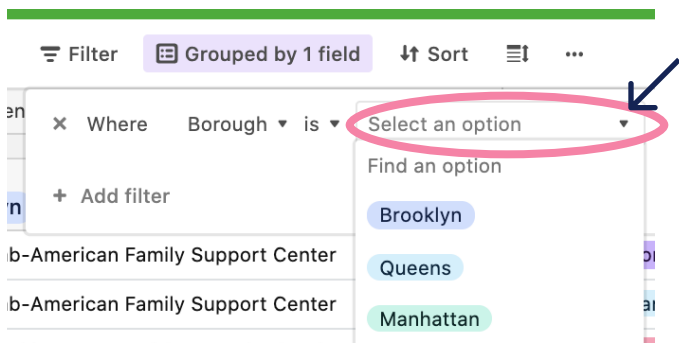 Filter Grouped by 1 field Sort
Where Borough is Select an option
Find an option
Add filter
Brooklyn
b-American Family Support Center
Queens
b-American Family Support Center
Manhattan